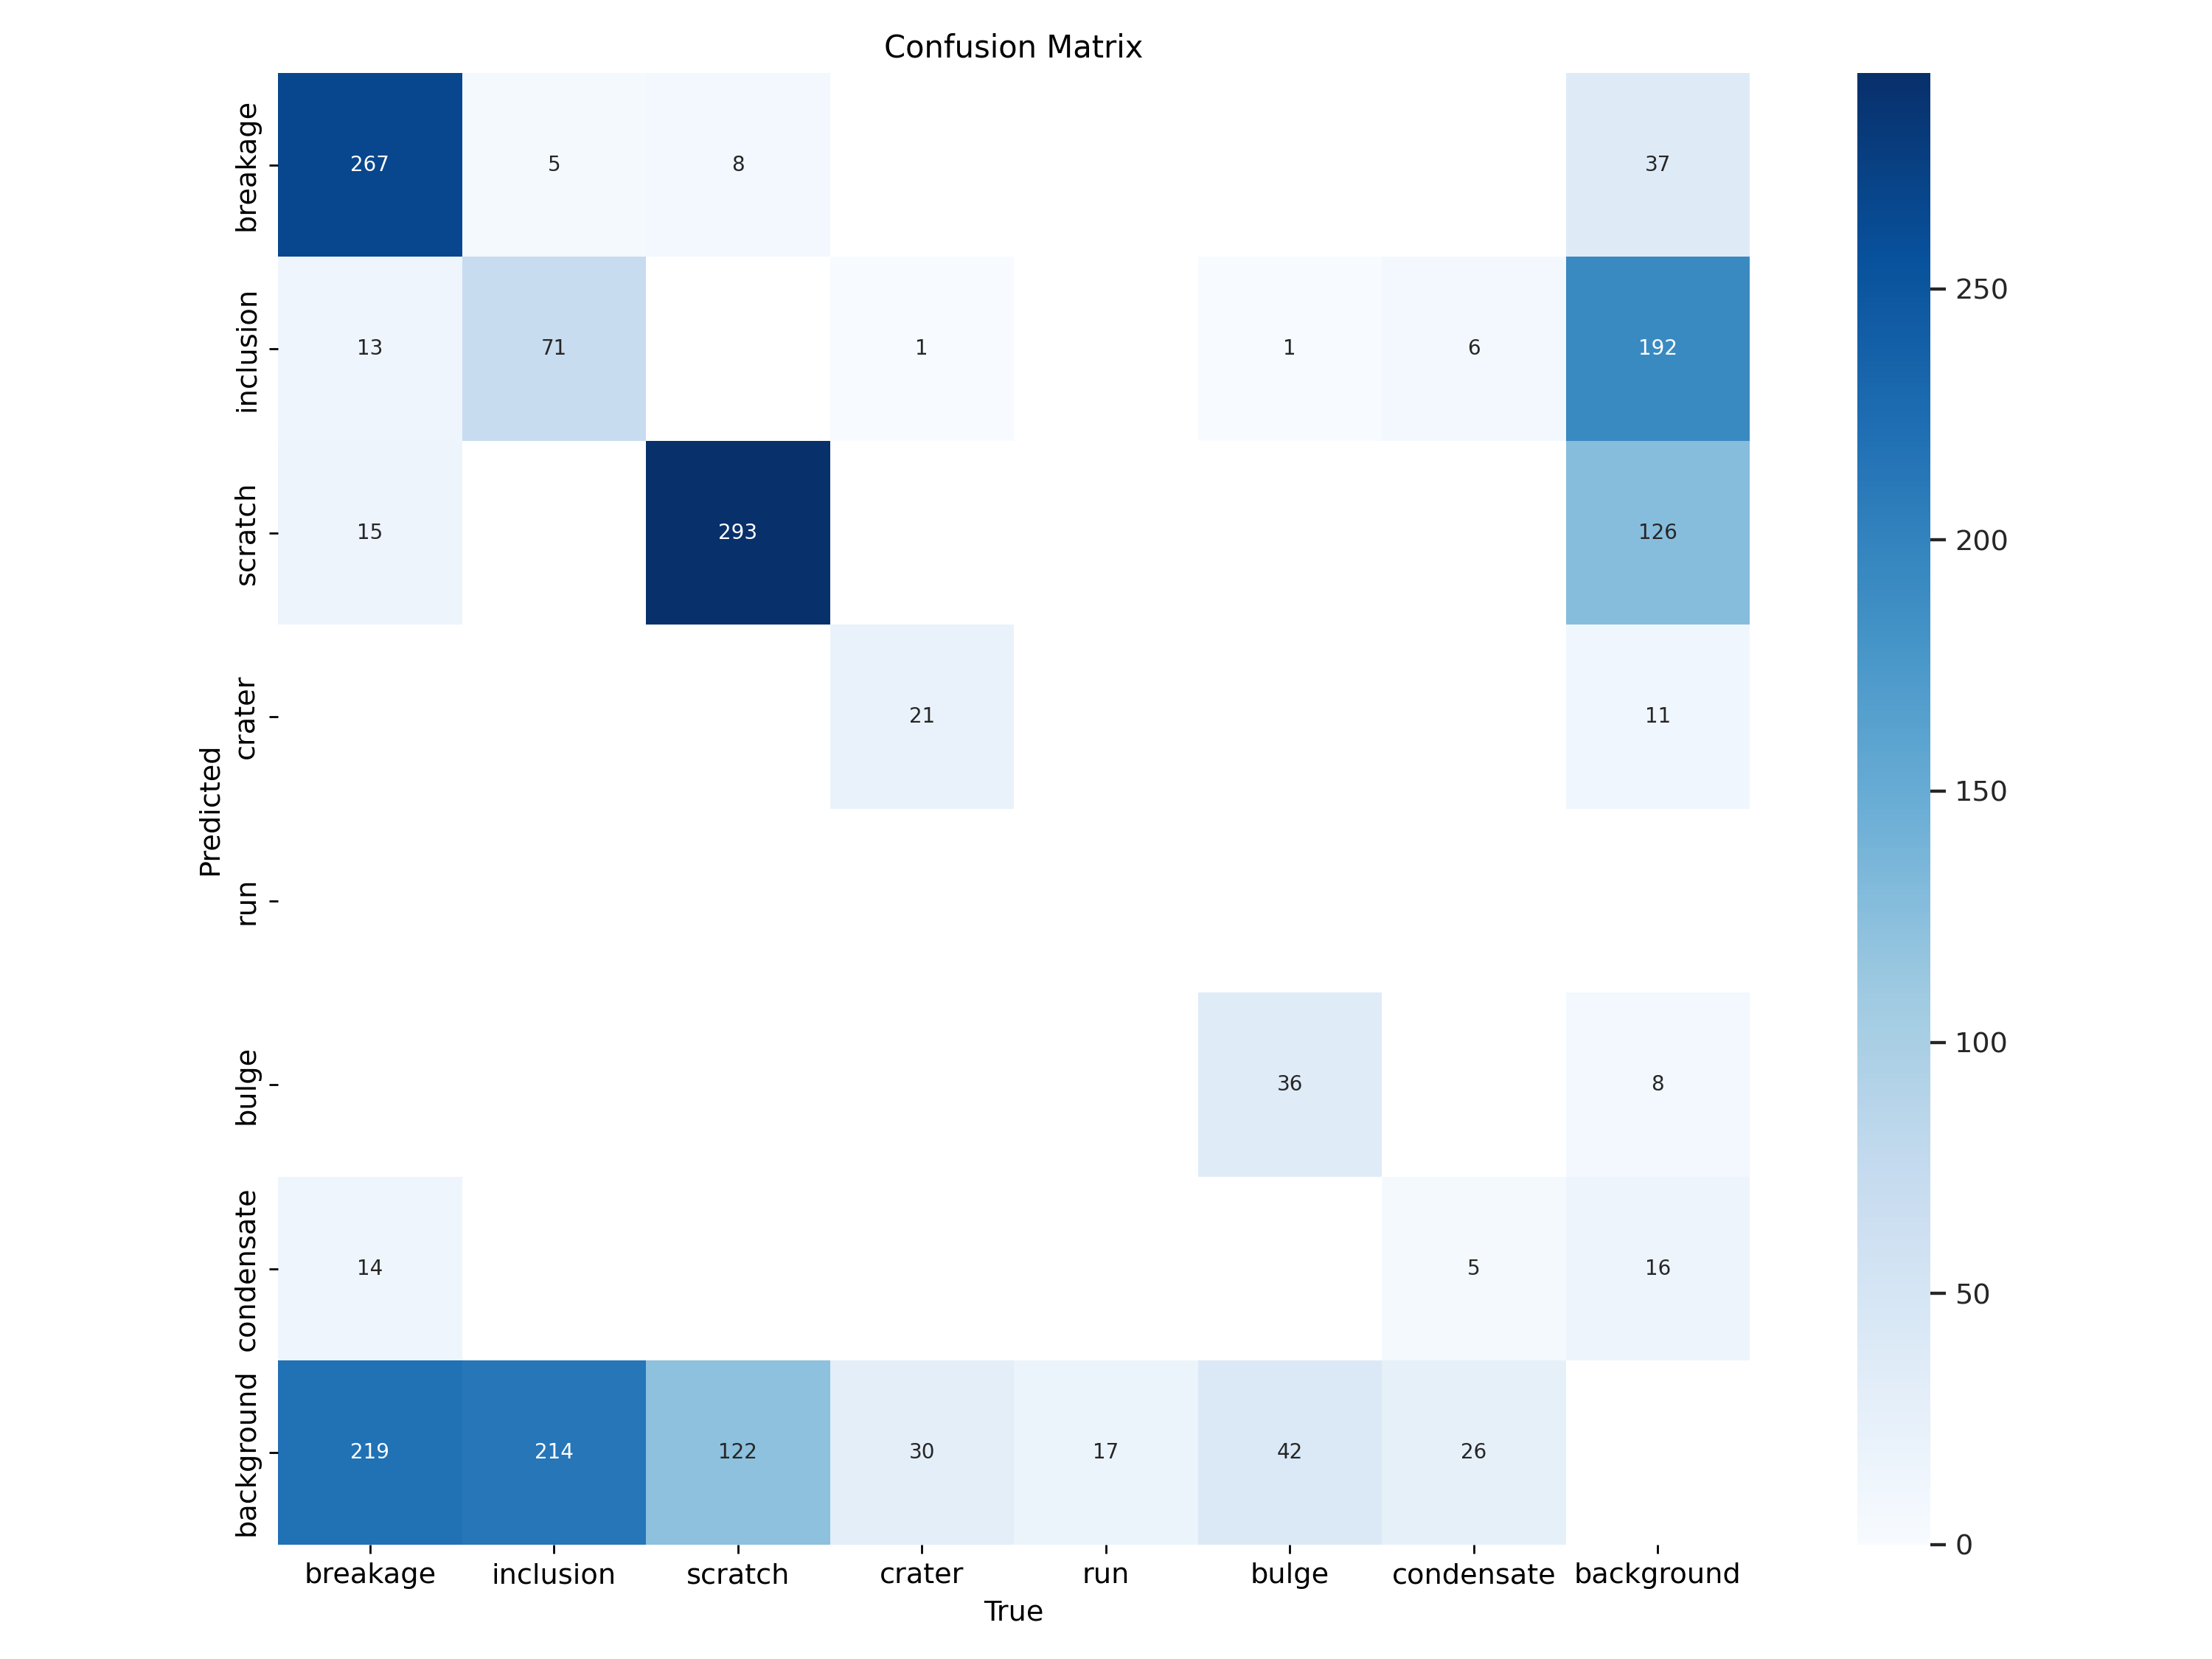 Confusion Matrix
breakage 267 5 8 37
250
inclusion 13 71 1 1 6 192
scratch 15 293 126
200
crater 21 11
Predicted
150
run
bulge 36 8
100
condensate 14 5 16
50
background 219 214 122 30 17 42 26
0
breakage inclusion scratch crater run bulge condensate background
True